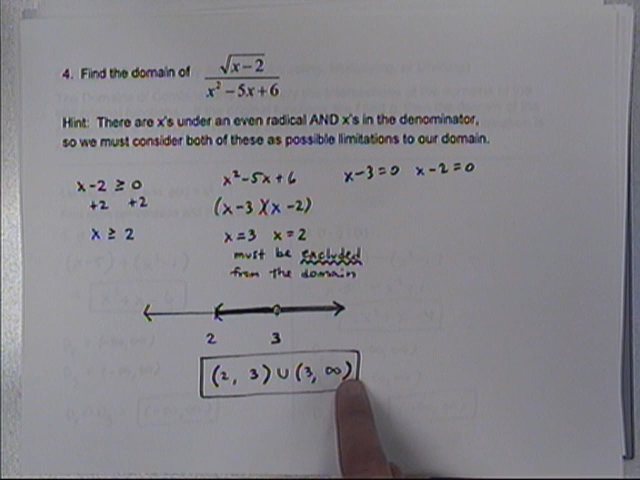 4. Find the domain of √x−2 / x² − 5x + 6
Hint: There are x's under an even radical AND x's in the denominator,
so we must consider both of these as possible limitations to our domain.
x−2 ≥ 0
+2 +2
x ≥ 2
x²−5x+6
(x−3)(x−2)
x=3 x=2
must be excluded
from the domain
x−3=0 x−2=0
2 3
(2, 3) ∪ (3, ∞)